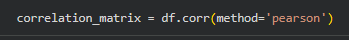 correlation_matrix = df.corr(method='pearson')